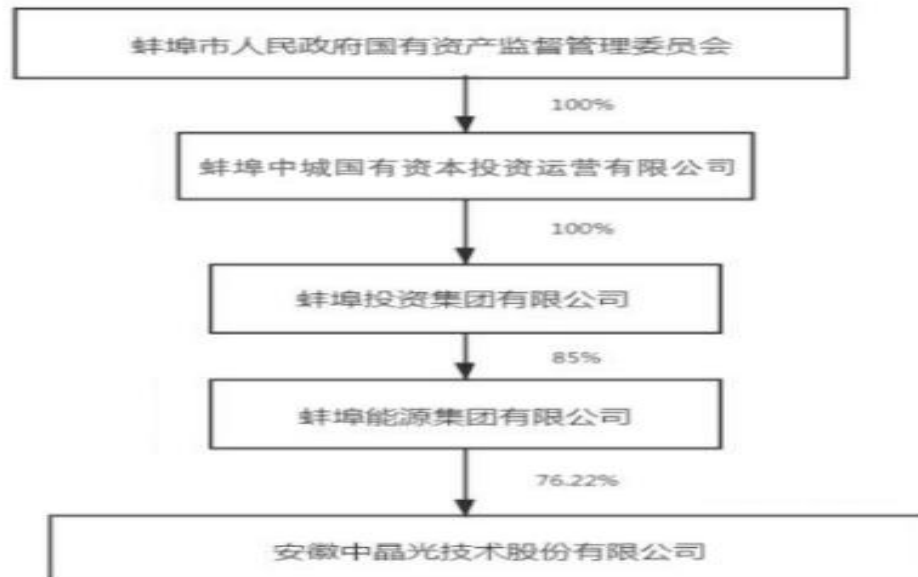 蚌埠市人民政府国有资产监督管理委员会
100%
蚌埠中城国有资本投资运营有限公司
100%
蚌埠投资集团有限公司
85%
蚌埠能源集团有限公司
76.22%
安徽中晶光技术股份有限公司